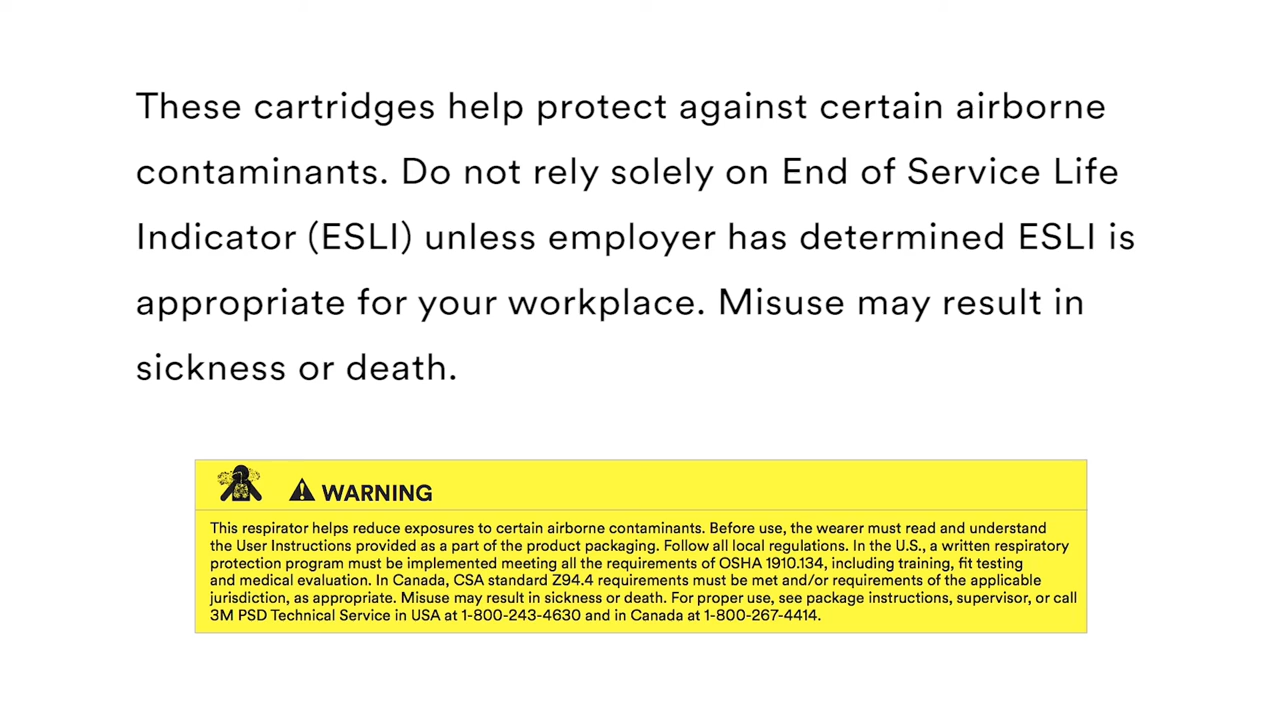 These cartridges help protect against certain airborne
contaminants. Do not rely solely on End of Service Life
Indicator (ESLI) unless employer has determined ESLI is
appropriate for your workplace. Misuse may result in
sickness or death.
WARNING
This respirator helps reduce exposures to certain airborne contaminants. Before use, the wearer must read and understand
the User Instructions provided as a part of the product packaging. Follow all local regulations. In the U.S., a written respiratory
protection program must be implemented meeting all the requirements of OSHA 1910.134, including training, fit testing
and medical evaluation. In Canada, CSA standard Z94.4 requirements must be met and/or requirements of the applicable
jurisdiction, as appropriate. Misuse may result in sickness or death. For proper use, see package instructions, supervisor, or call
3M PSD Technical Service in USA at 1-800-243-4630 and in Canada at 1-800-267-4414.